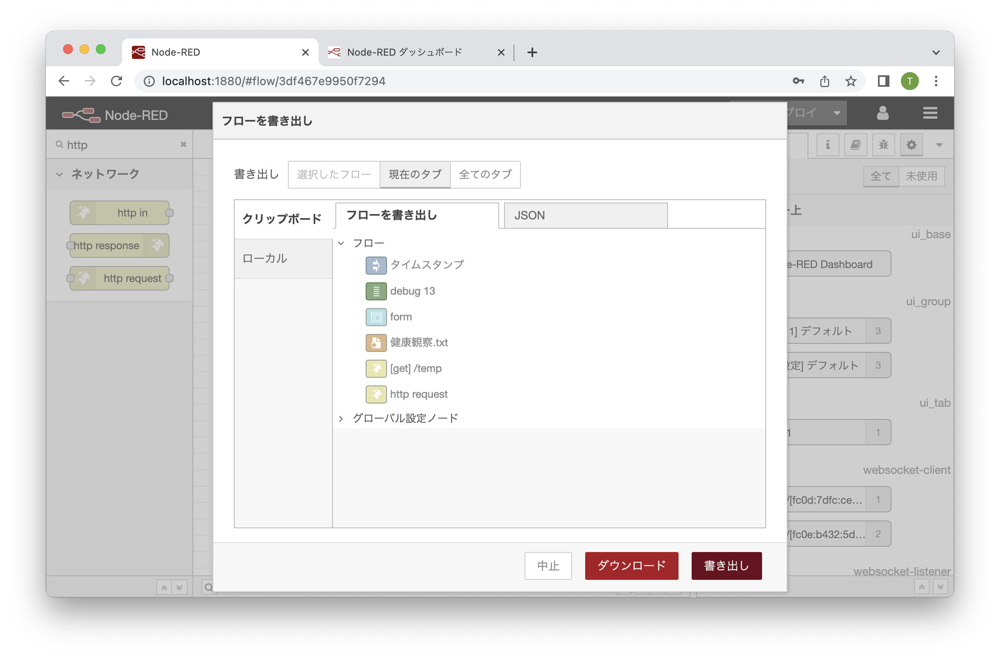 Node-RED
Node-RED ダッシュボード
localhost:1880/#flow/3df467e9950f7294
T
Node-RED
プロイ
フローを書き出し
http
ネットワーク
http in
http response
http request
書き出し
選択したフロー
現在のタブ
全てのタブ
クリップボード
ローカル
フローを書き出し
JSON
フロー
タイムスタンプ
debug 13
form
健康観察.txt
[get] /temp
http request
グローバル設定ノード
全て
未使用
上
ui_base
e-RED Dashboard
ui_group
1] デフォルト
3
定] デフォルト
3
ui_tab
1
1
websocket-client
/[fc0d:7dfc:ce...
1
/[fc0e:b432:5d...
2
websocket-listener
中止
ダウンロード
書き出し